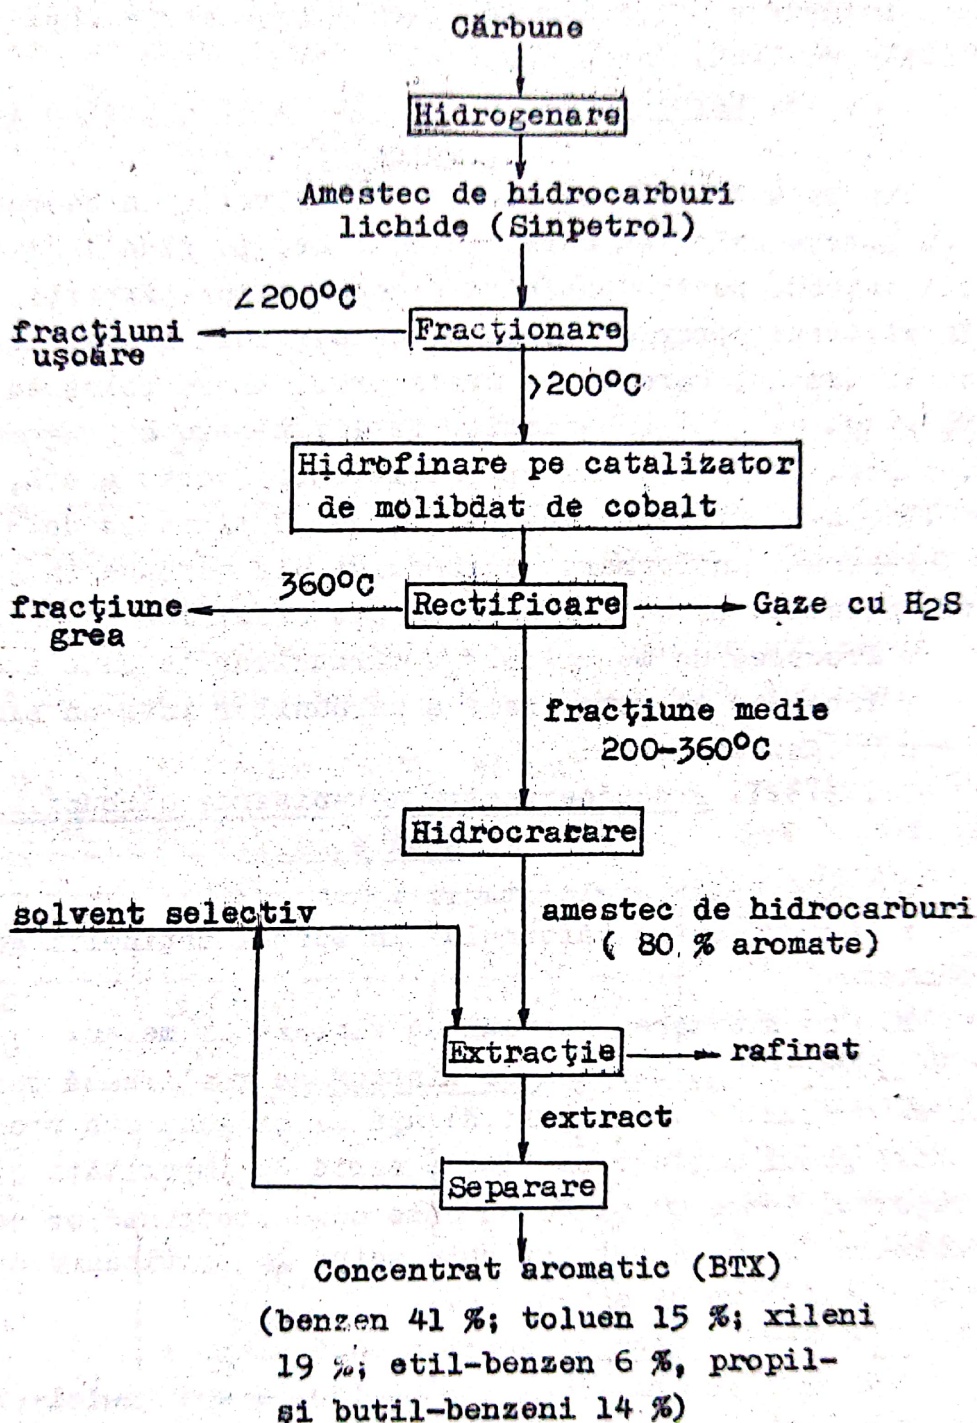 Cărbune
Hidrogenare
Amestec de hidrocarburi
lichide (Sinpetrol)
∠200°C
fracţiuni
uşoare
Fracţionare
>200°C
Hidrofinare pe catalizator
de molibdat de cobalt
360°C
fracţiune
grea
Rectificare
Gaze cu H2S
fracţiune medie
200-360°C
Hidrocracare
solvent selectiv
amestec de hidrocarburi
( 80 % aromate)
Extracţie
rafinat
extract
Separare
Concentrat aromatic (BTX)
(benzen 41 %; toluen 15 %; xileni
19 %; etil-benzen 6 %, propil-
şi butil-benzeni 14 %)